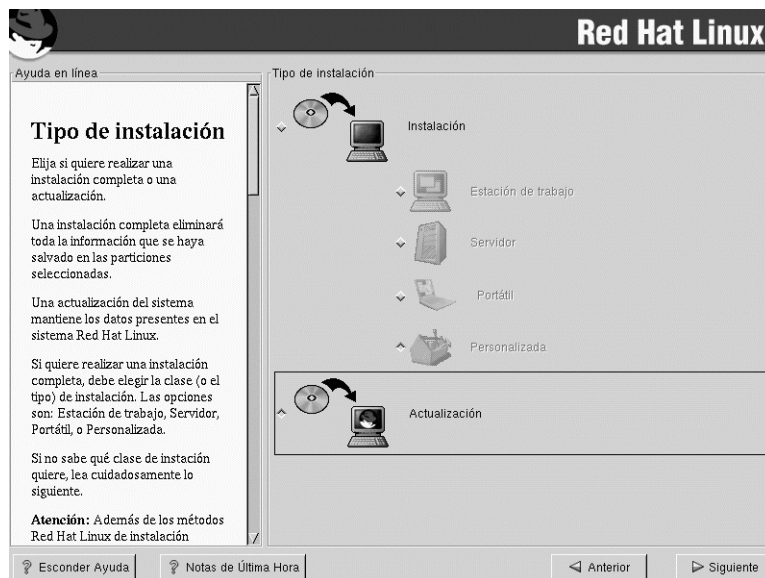 Red Hat Linux
Ayuda en línea
Tipo de instalación
Elija si quiere realizar una
instalación completa o una
actualización.
Una instalación completa eliminará
toda la información que se haya
salvado en las particiones
seleccionadas.
Una actualización del sistema
mantiene los datos presentes en el
sistema Red Hat Linux.
Si quiere realizar una instalación
completa, debe elegir la clase (o el
tipo) de instalación. Las opciones
son: Estación de trabajo, Servidor,
Portátil, o Personalizada.
Si no sabe qué clase de instación
quiere, lea cuidadosamente lo
siguiente.
Atención: Además de los métodos
Red Hat Linux de instalación
Tipo de instalación
Instalación
Estación de trabajo
Servidor
Portátil
Personalizada
Actualización
Esconder Ayuda
Notas de Última Hora
Anterior
Siguiente